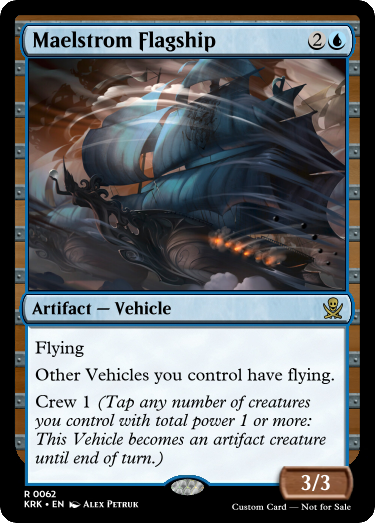 Maelstrom Flagship 2
Artifact — Vehicle
Flying
Other Vehicles you control have flying.
Crew 1 (Tap any number of creatures
you control with total power 1 or more:
This Vehicle becomes an artifact creature
until end of turn.)
3/3
R 0062
KRK • EN Alex Petruk
Custom Card — Not for Sale